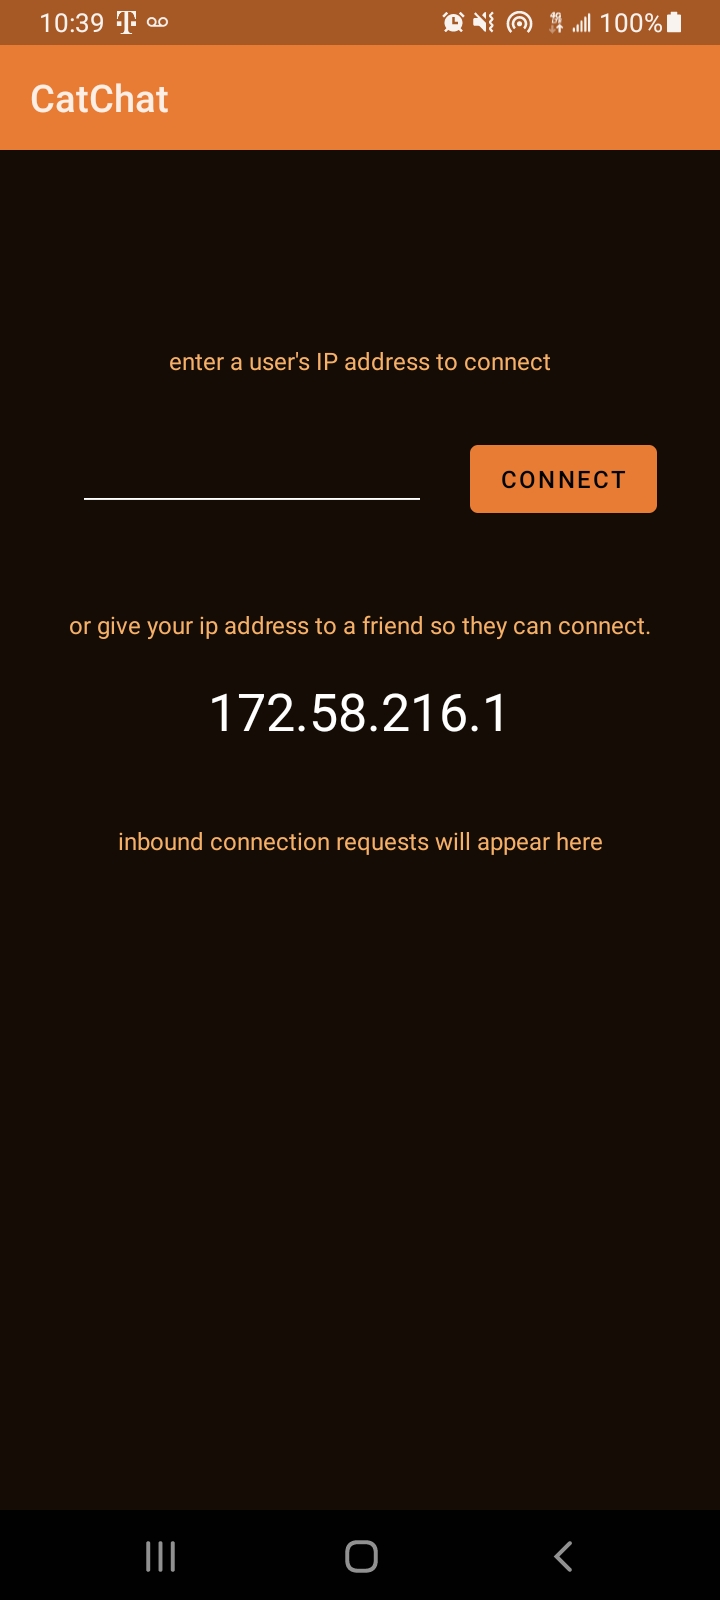 10:39
100%
CatChat
enter a user's IP address to connect
CONNECT
or give your ip address to a friend so they can connect.
172.58.216.1
inbound connection requests will appear here